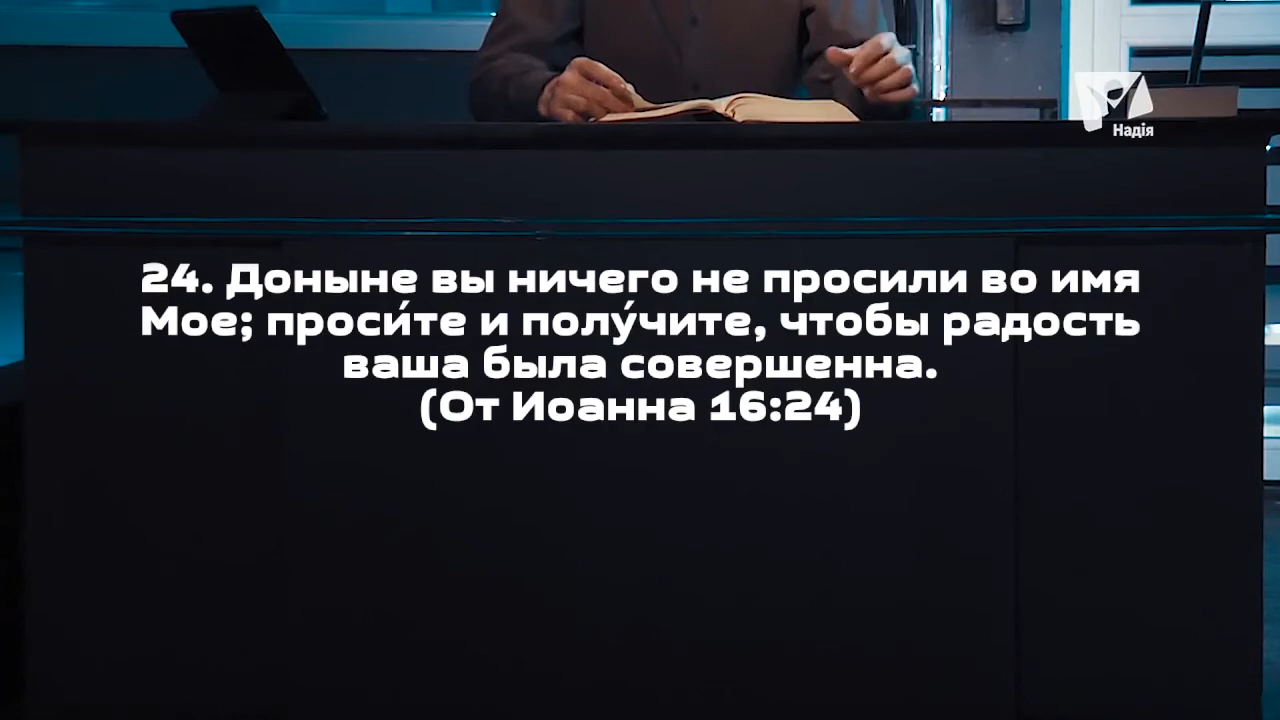 Надія
24. Доныне вы ничего не просили во имя
Мое; проси́те и полу́чите, чтобы радость
ваша была совершенна.
(От Иоанна 16:24)